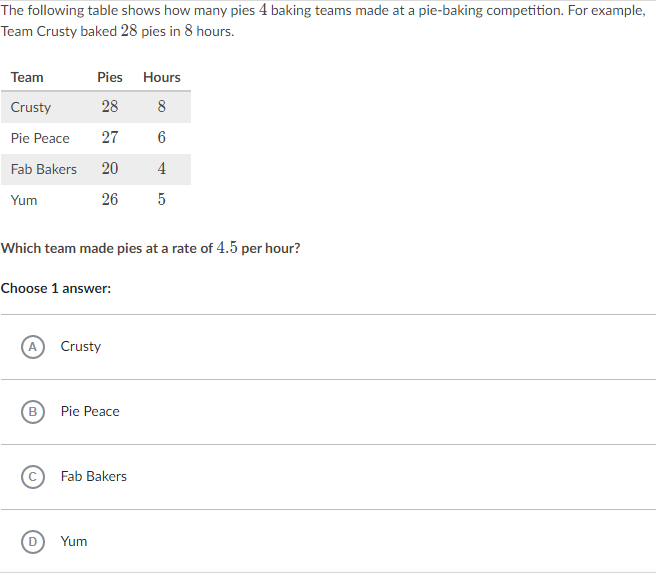 The following table shows how many pies 4 baking teams made at a pie-baking competition. For example,
Team Crusty baked 28 pies in 8 hours.
Team Pies Hours
Crusty 28 8
Pie Peace 27 6
Fab Bakers 20 4
Yum 26 5
Which team made pies at a rate of 4.5 per hour?
Choose 1 answer:
A Crusty
B Pie Peace
C Fab Bakers
D Yum